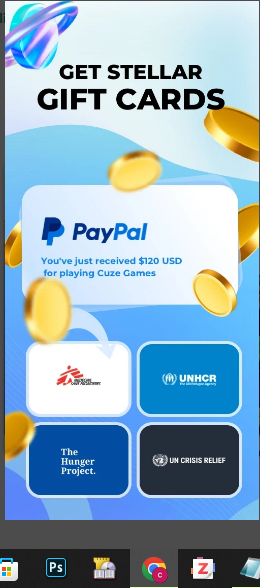 GET STELLAR
GIFT CARDS
PayPal
You've just received $120 USD
for playing Cuze Games
UNHCR
The UN Refugee Agency
The
Hunger
Project.
UN CRISIS RELIEF
Ps
C
Z